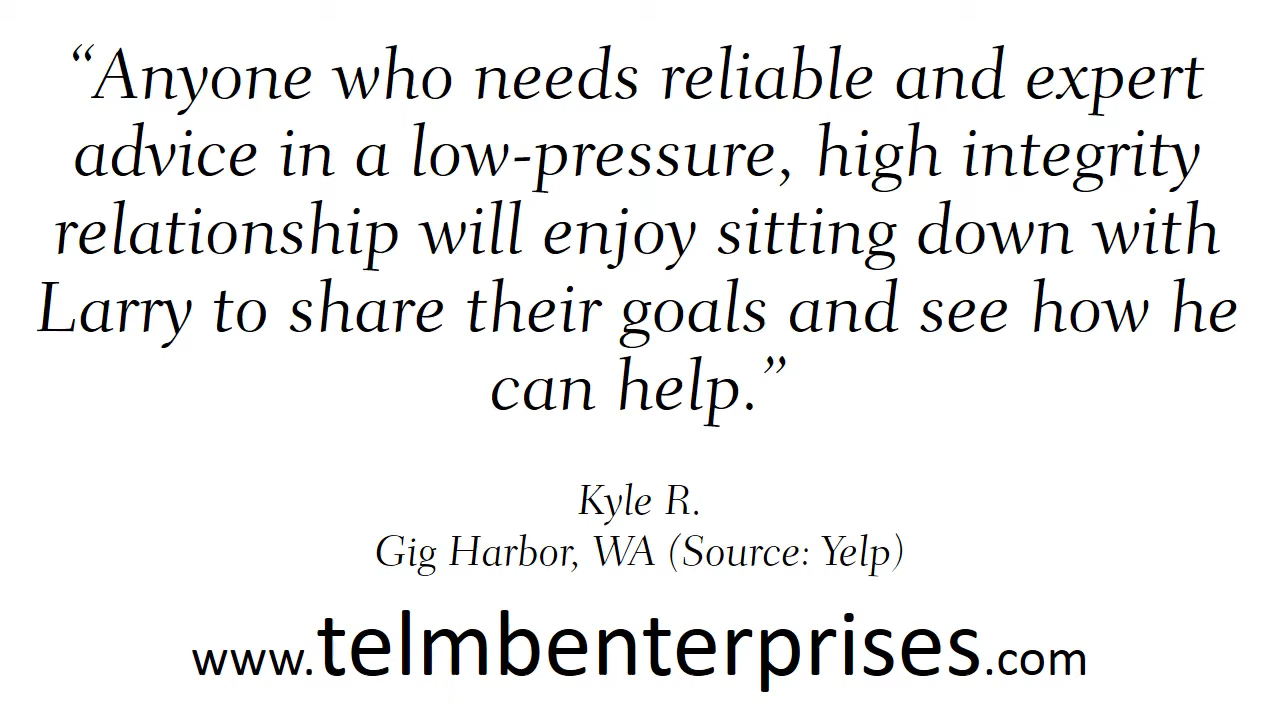 “Anyone who needs reliable and expert
advice in a low-pressure, high integrity
relationship will enjoy sitting down with
Larry to share their goals and see how he
can help.”
Kyle R.
Gig Harbor, WA (Source: Yelp)
www.telmbenterprises.com